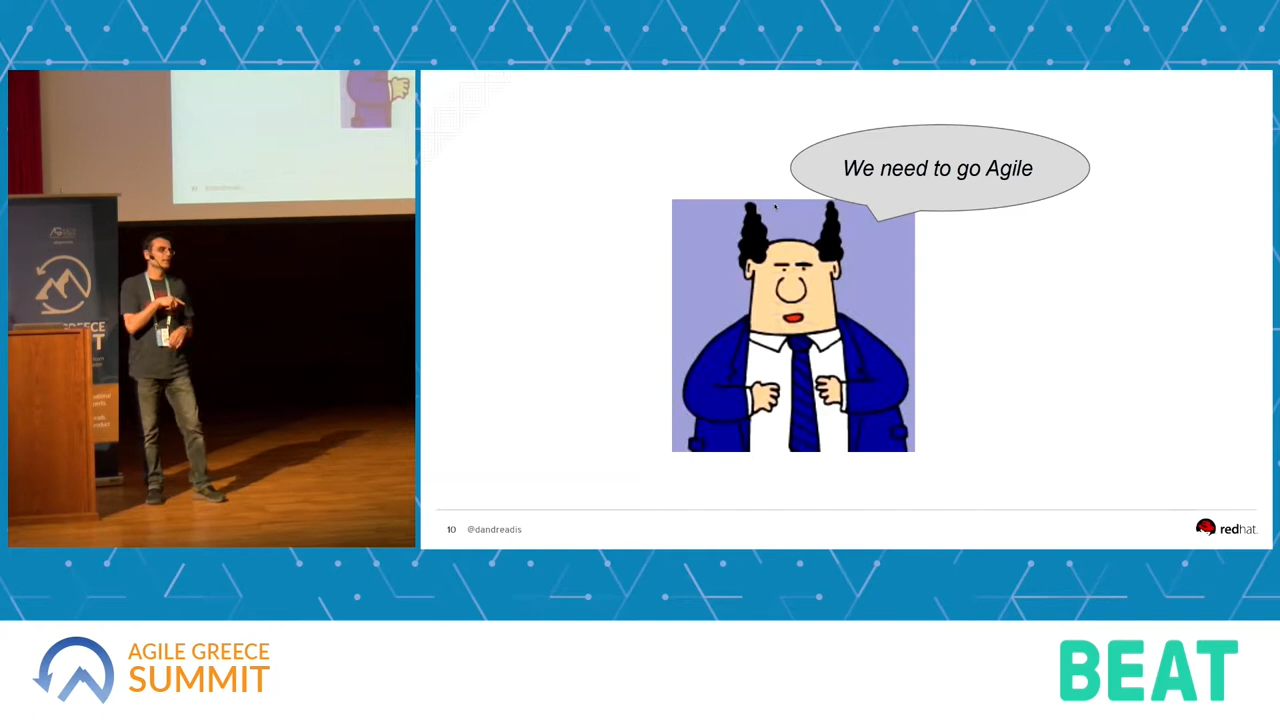 We need to go Agile
10 @dandreadis
redhat.
AGILE GREECE
SUMMIT
BEAT